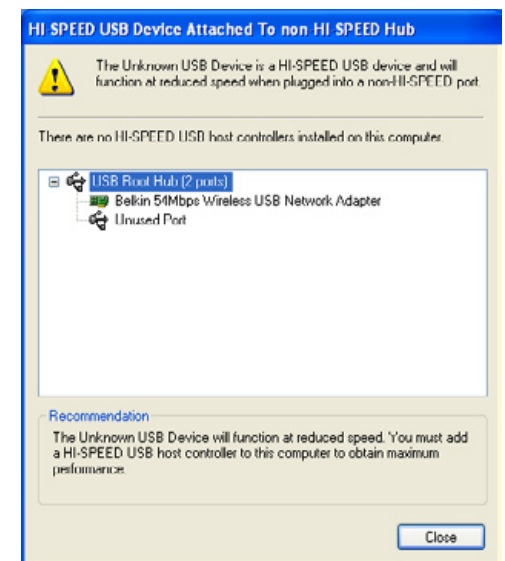 HI-SPEED USB Device Attached To non-HI-SPEED Hub
The Unknown USB Device is a HI-SPEED USB device and will
function at reduced speed when plugged into a non-HI-SPEED port.
There are no HI-SPEED USB host controllers installed on this computer.
USB Root Hub (2 ports)
Belkin 54Mbps Wireless USB Network Adapter
Unused Port
Recommendation
The Unknown USB Device will function at reduced speed. You must add
a HI-SPEED USB host controller to this computer to obtain maximum
performance.
Close